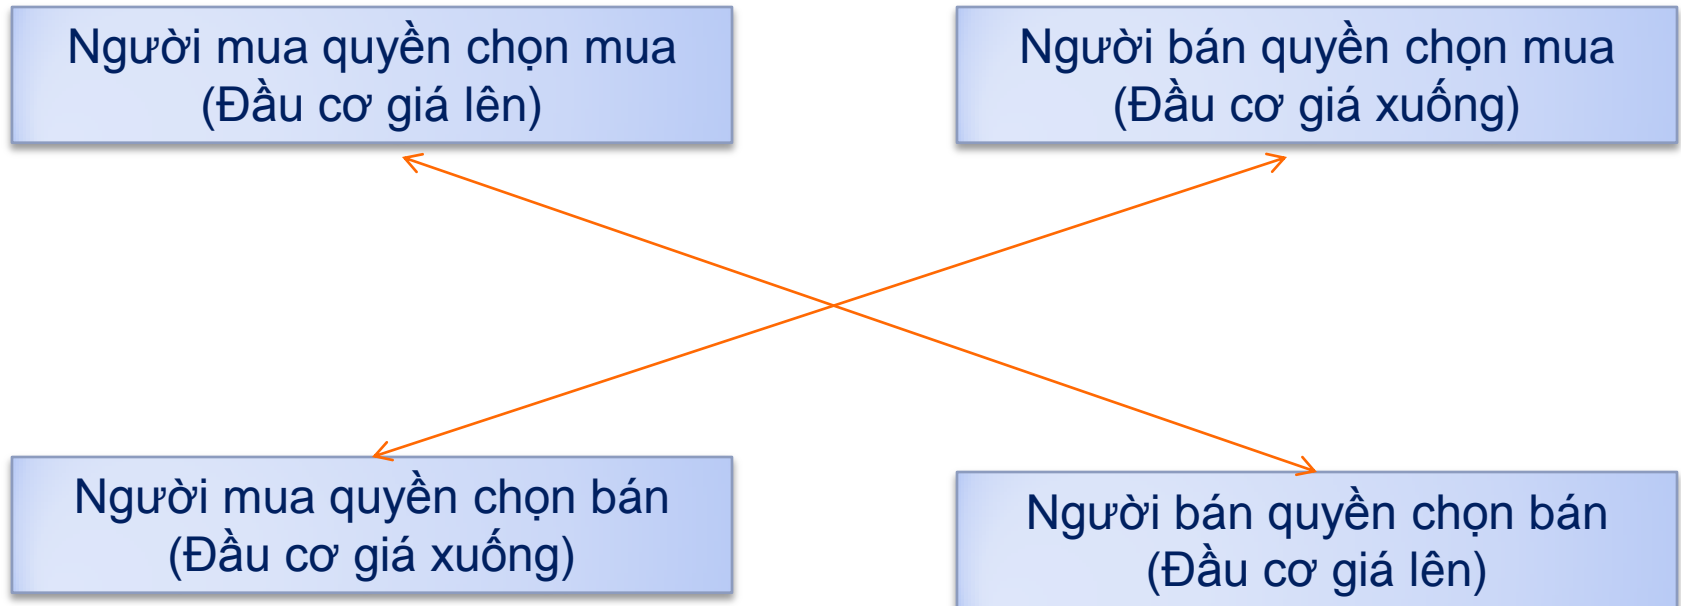 Người mua quyền chọn mua
(Đầu cơ giá lên)
Người bán quyền chọn mua
(Đầu cơ giá xuống)
Người mua quyền chọn bán
(Đầu cơ giá xuống)
Người bán quyền chọn bán
(Đầu cơ giá lên)